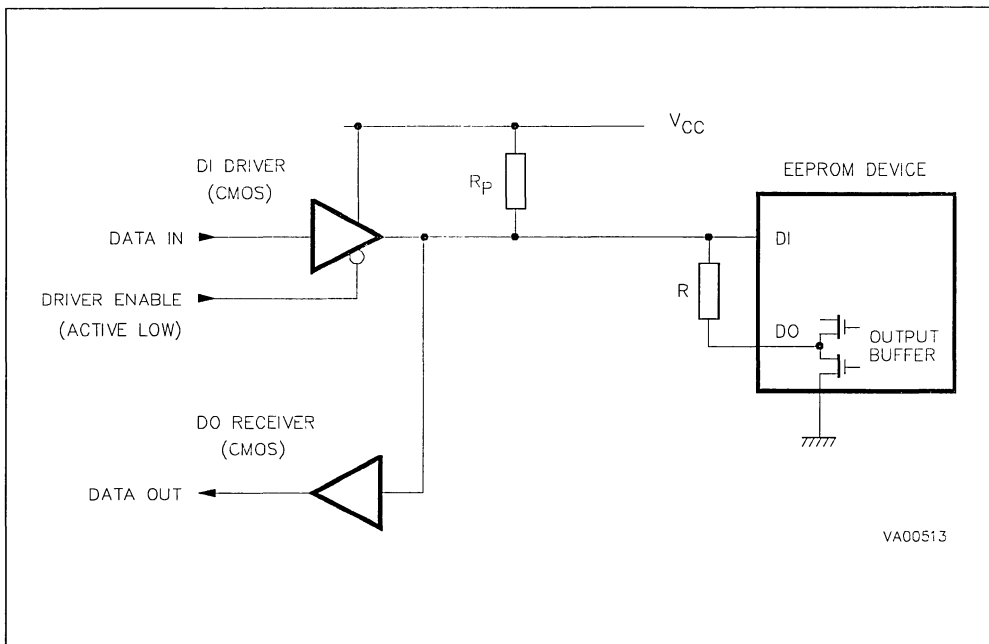 VCC
DI DRIVER
(CMOS)
RP
EEPROM DEVICE
DATA IN
DI
DRIVER ENABLE
(ACTIVE LOW)
R
DO
OUTPUT
BUFFER
DO RECEIVER
(CMOS)
DATA OUT
VA00513